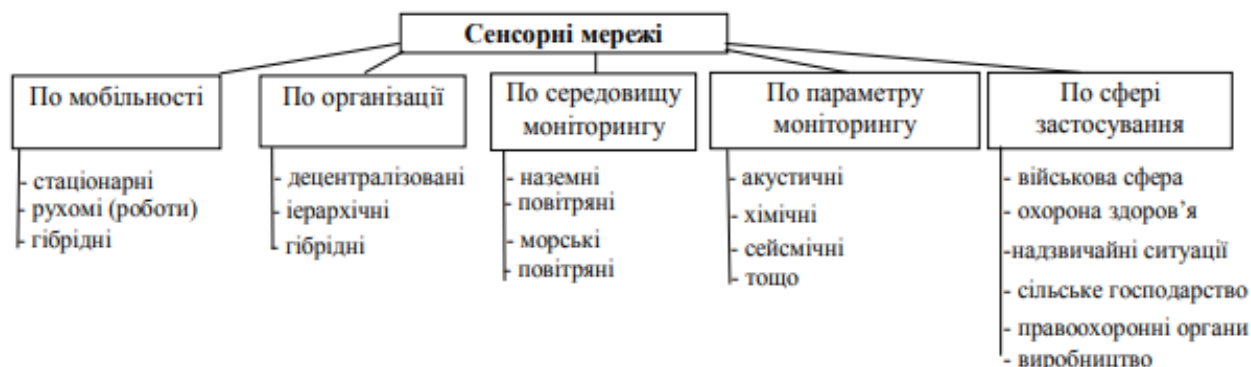 Сенсорні мережі
По мобільності
- стаціонарні
- рухомі (роботи)
- гібридні
По організації
- децентралізовані
- ієрархічні
- гібридні
По середовищу
моніторингу
- наземні
- повітряні
- морські
- повітряні
По параметру
моніторингу
- акустичні
- хімічні
- сейсмічні
- тощо
По сфері
застосування
- військова сфера
- охорона здоров’я
-надзвичайні ситуації
- сільське господарство
- правоохоронні органи
- виробництво